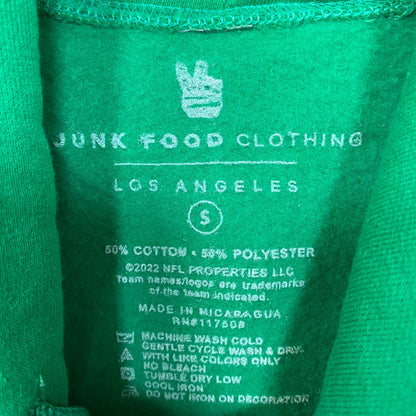 JUNK FOOD CLOTHING
LOS ANGELES
S
50% COTTON • 50% POLYESTER
©2022 NFL PROPERTIES LLC
Team names/logos are trademarks
of the team indicated.
MADE IN NICARAGUA
RN#117508
MACHINE WASH COLD
GENTLE CYCLE WASH & DRY
WITH LIKE COLORS ONLY
NO BLEACH
TUMBLE DRY LOW
COOL IRON
DO NOT IRON ON DECORATION